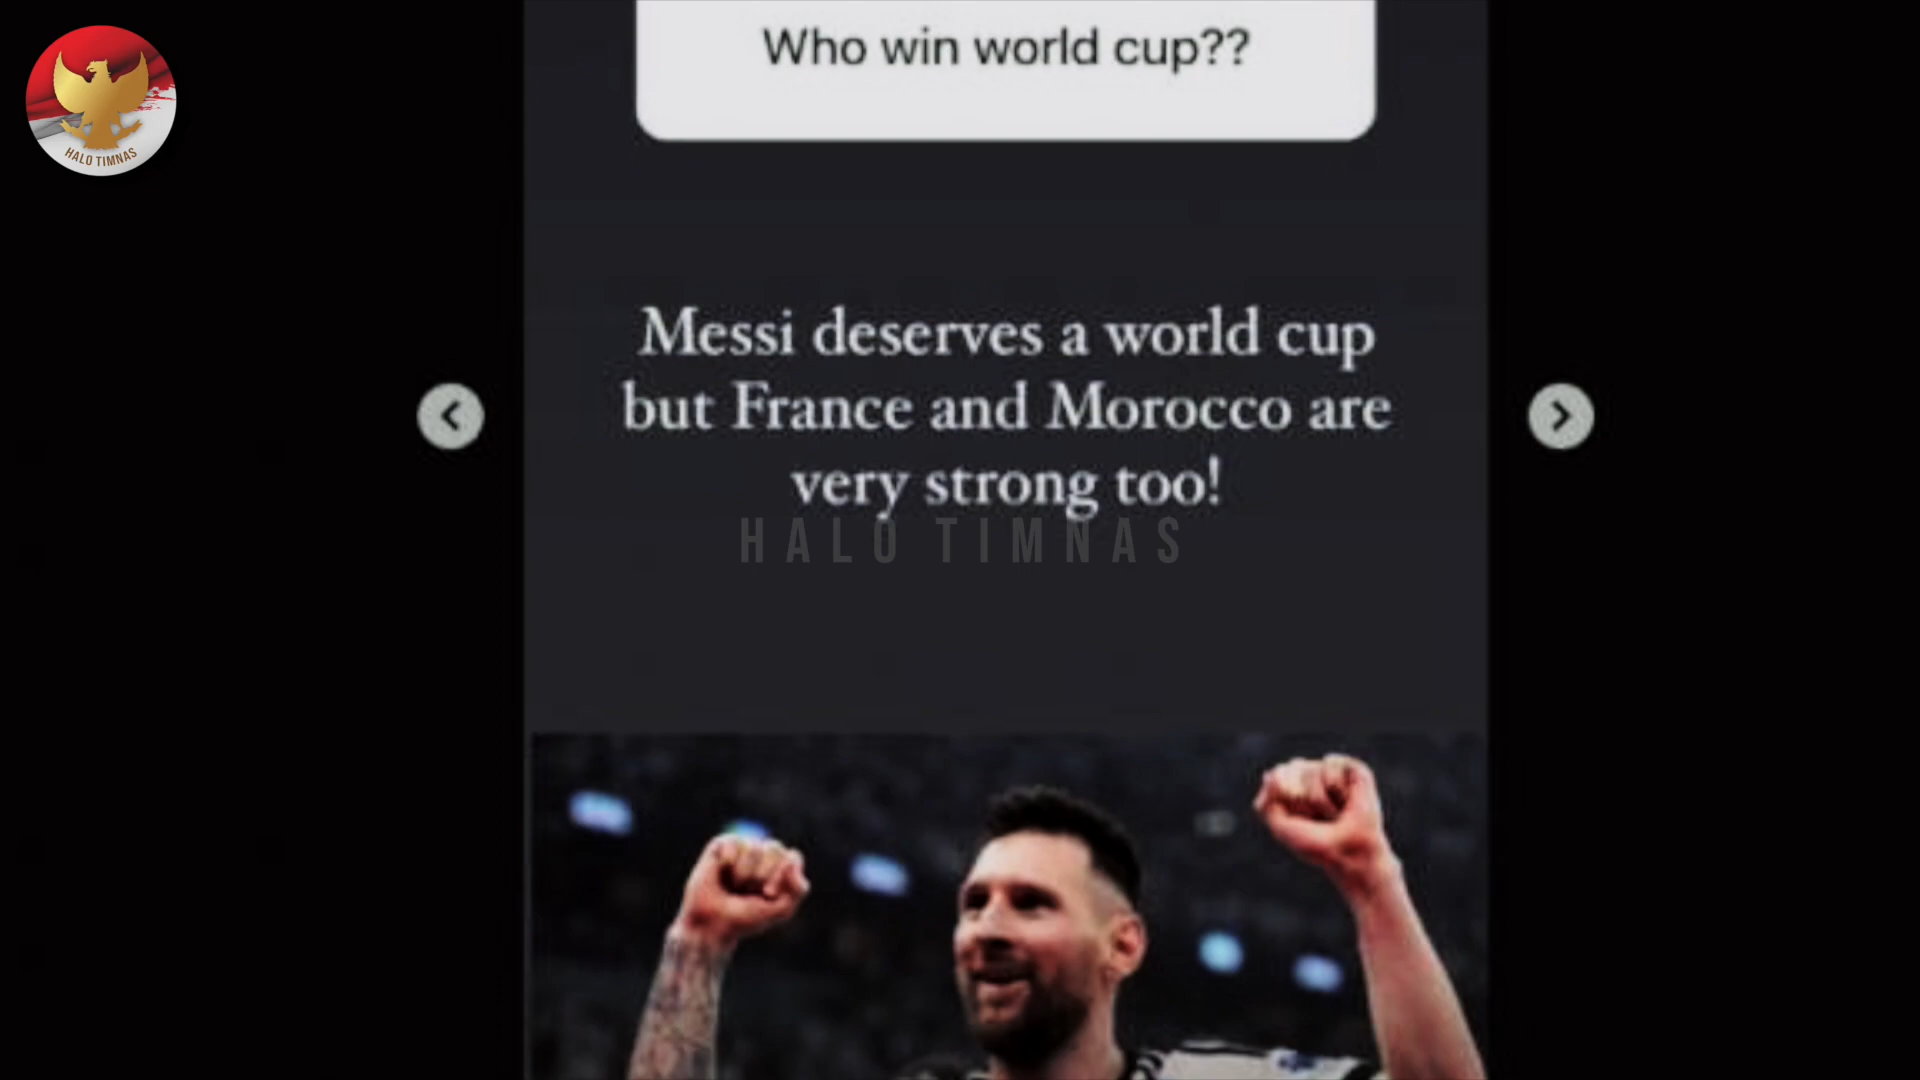 Who win world cup??
HALO TIMNAS
Messi deserves a world cup
but France and Morocco are
very strong too!
HALO TIMNAS